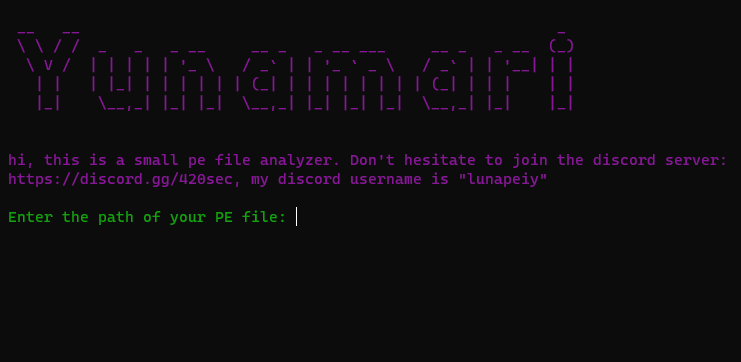 Yunamari
hi, this is a small pe file analyzer. Don't hesitate to join the discord server:
https://discord.gg/420sec, my discord username is "lunapeiy"
Enter the path of your PE file: